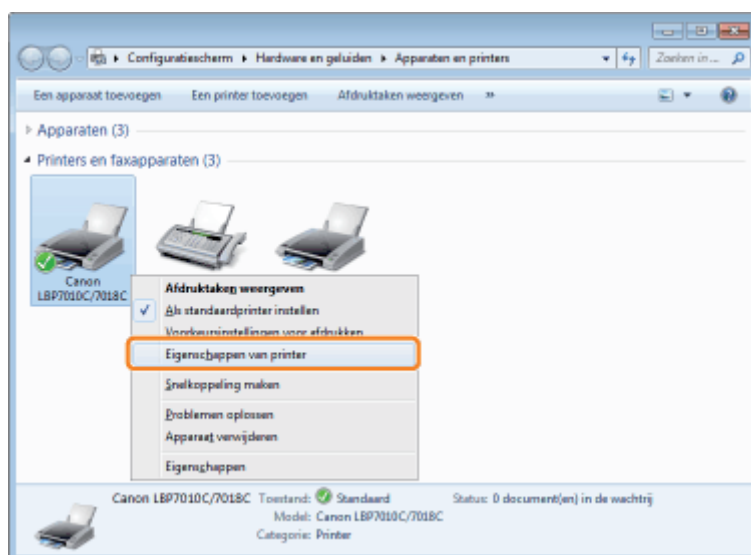 Configuratiescherm ▸ Hardware en geluiden ▸ Apparaten en printers
Zoeken in...
Een apparaat toevoegen Een printer toevoegen Afdruktaken weergeven »
Apparaten (3)
Printers en faxapparaten (3)
Canon
LBP7010C/7018C
Afdruktaken weergeven
Als standaardprinter instellen
Voorkeursinstellingen voor afdrukken
Eigenschappen van printer
Snelkoppeling maken
Problemen oplossen
Apparaat verwijderen
Eigenschappen
Canon LBP7010C/7018C Toestand: Standaard Status: 0 document(en) in de wachtrij
Model: Canon LBP7010C/7018C
Categorie: Printer